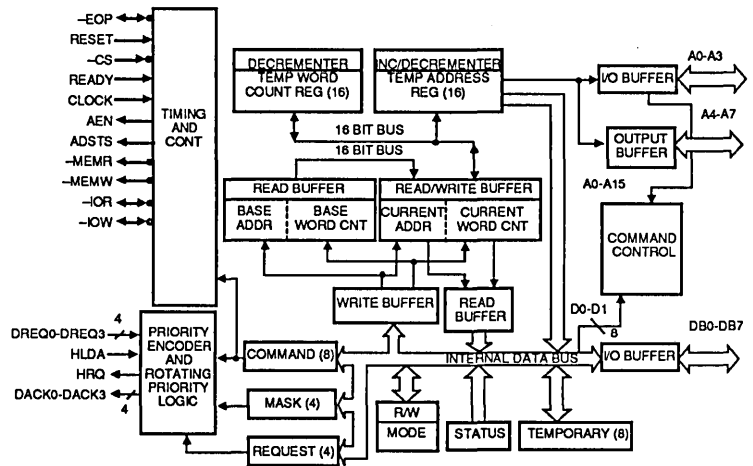 –EOP
RESET
–CS
READY
CLOCK
AEN
ADSTS
–MEMR
–MEMW
–IOR
–IOW
TIMING
AND
CONT
DECREMENTER
TEMP WORD
COUNT REG (16)
INC/DECREMENTER
TEMP ADDRESS
REG (16)
16 BIT BUS
16 BIT BUS
READ BUFFER
BASE
ADDR
BASE
WORD CNT
READ/WRITE BUFFER
CURRENT
ADDR
CURRENT
WORD CNT
I/O BUFFER
A0-A3
A4-A7
OUTPUT
BUFFER
A0-A15
COMMAND
CONTROL
WRITE BUFFER
READ
BUFFER
D0-D1
8
DB0-DB7
4
DREQ0-DREQ3
HLDA
HRQ
DACK0-DACK3
4
PRIORITY
ENCODER
AND
ROTATING
PRIORITY
LOGIC
COMMAND (8)
MASK (4)
REQUEST (4)
INTERNAL DATA BUS
I/O BUFFER
R/W
MODE
STATUS
TEMPORARY (8)